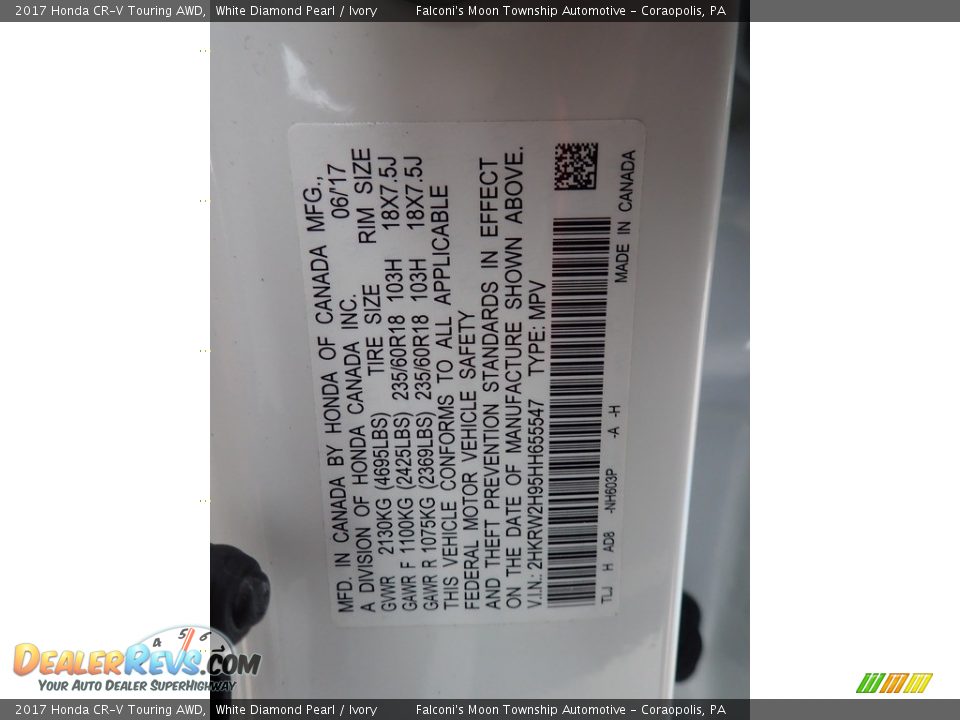 2017 Honda CR-V Touring AWD, White Diamond Pearl / Ivory Falconi's Moon Township Automotive - Coraopolis, PA
MFD. IN CANADA BY HONDA OF CANADA MFG.,
A DIVISION OF HONDA CANADA INC. 06/17
TIRE SIZE RIM SIZE
GVWR 2130KG (4695LBS)
GAWR F 1100KG (2425LBS) 235/60R18 103H 18X7.5J
GAWR R 1075KG (2369LBS) 235/60R18 103H 18X7.5J
THIS VEHICLE CONFORMS TO ALL APPLICABLE
FEDERAL MOTOR VEHICLE SAFETY
AND THEFT PREVENTION STANDARDS IN EFFECT
ON THE DATE OF MANUFACTURE SHOWN ABOVE.
V.I.N.: 2HKRW2H95HH655547 TYPE: MPV
TLJ H AD8 -NH603P -A -H
MADE IN CANADA
4 5 6
DEALERREVS.COM
YOUR AUTO DEALER SUPERHIGHWAY
2017 Honda CR-V Touring AWD, White Diamond Pearl / Ivory Falconi's Moon Township Automotive - Coraopolis, PA